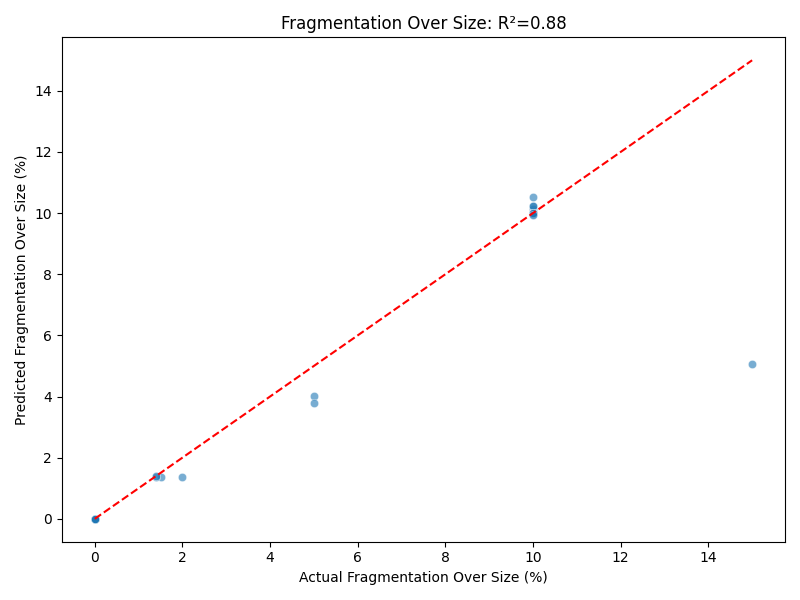 Fragmentation Over Size: R²=0.88
Predicted Fragmentation Over Size (%)
14
12
10
8
6
4
2
0
0 2 4 6 8 10 12 14
Actual Fragmentation Over Size (%)